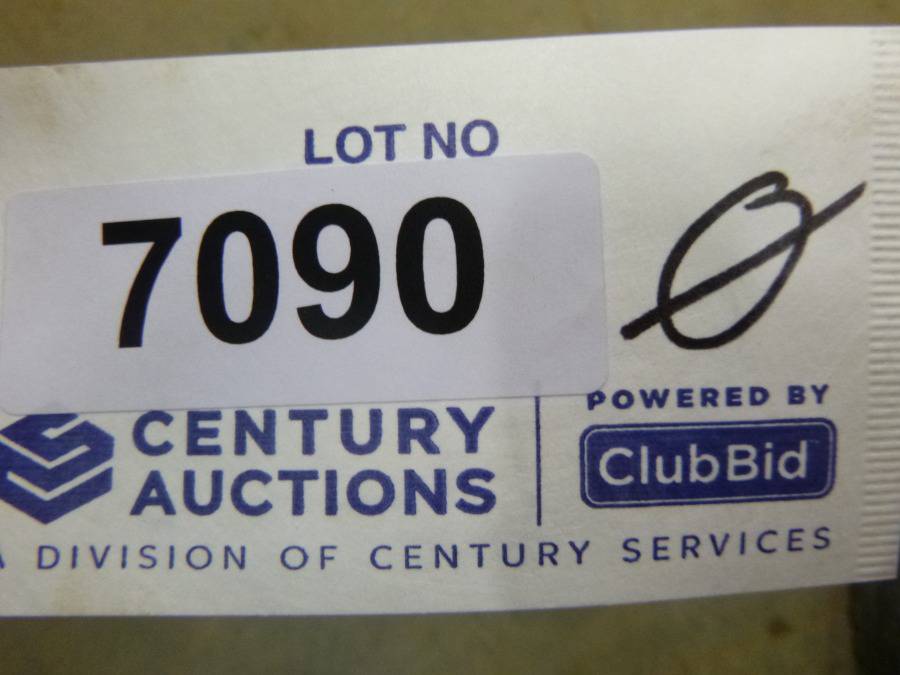 LOT NO
7090
CENTURY
AUCTIONS
POWERED BY
ClubBid
A DIVISION OF CENTURY SERVICES